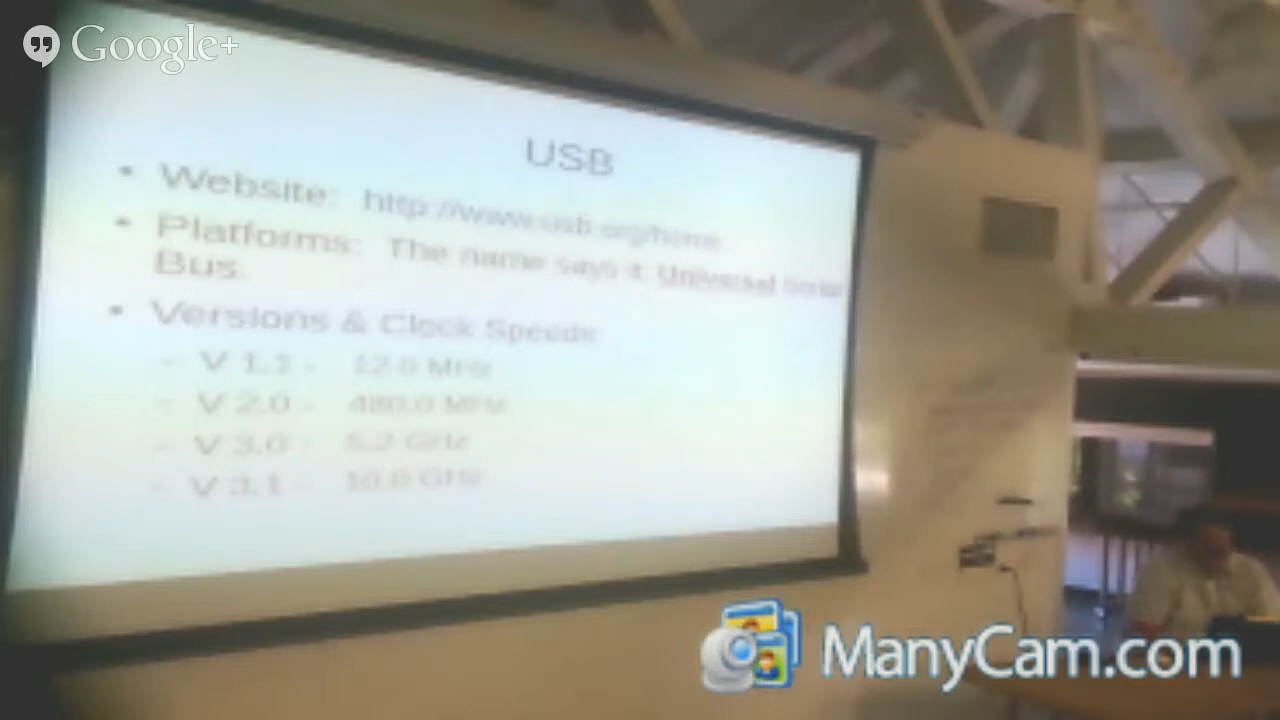 Google+
USB
• Website: http://www.usb.org/home
• Platforms: The name says it: Universal Serial
Bus.
• Versions & Clock Speeds:
– V 1.1 - 12.0 MHz
– V 2.0 - 480.0 MHz
– V 3.0 - 5.2 GHz
– V 3.1 - 10.0 GHz
ManyCam.com